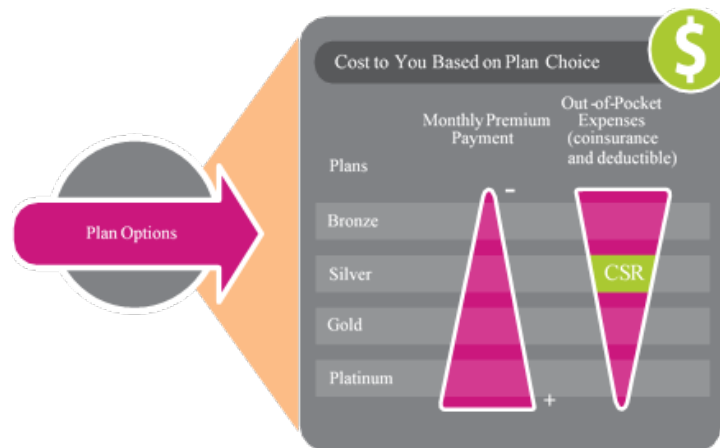 $
Cost to You Based on Plan Choice
Monthly Premium
Payment
Out-of-Pocket
Expenses
(coinsurance
and deductible)
Plans
-
Bronze
Plan Options
Silver
CSR
Gold
Platinum
+